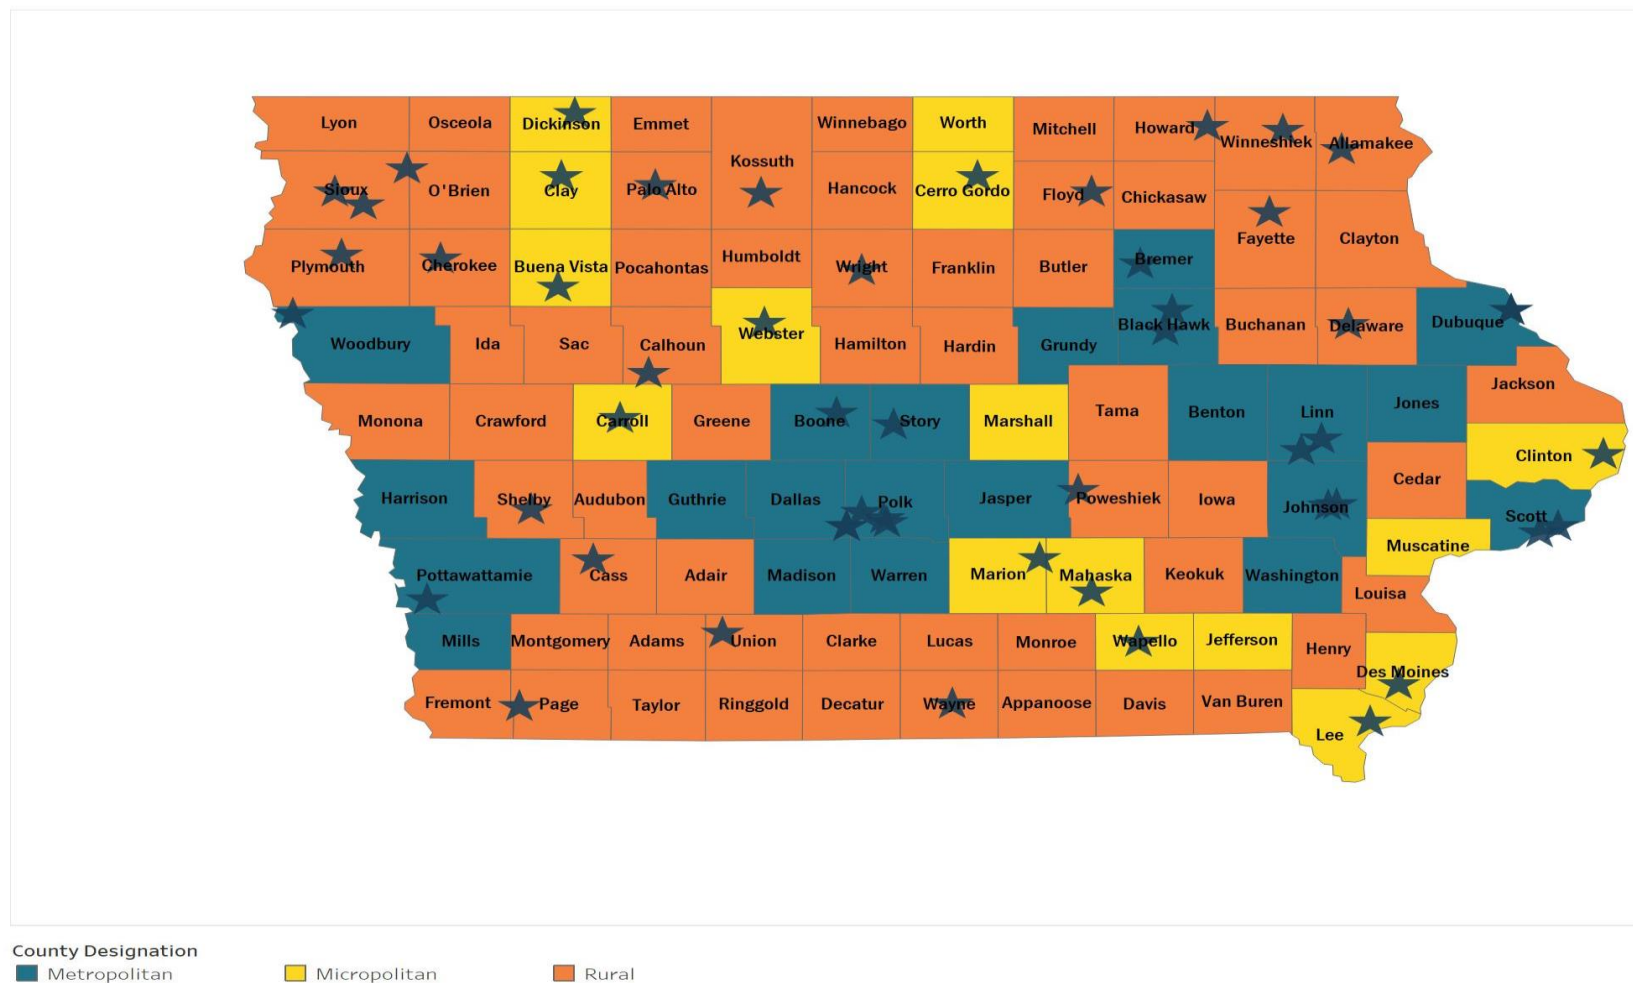 Lyon Osceola Dickinson Emmet Winnebago Worth Mitchell Howard Winneshiek Allamakee
Kossuth
Sioux O'Brien Clay Palo Alto Hancock Cerro Gordo Floyd Chickasaw
Fayette Clayton
Plymouth Cherokee Buena Vista Pocahontas Humboldt Wright Franklin Butler Bremer
Woodbury Ida Sac Calhoun Webster Hamilton Hardin Grundy Black Hawk Buchanan Delaware Dubuque
Jackson
Monona Crawford Carroll Greene Boone Story Marshall Tama Benton Linn Jones
Clinton
Harrison Shelby Audubon Guthrie Dallas Polk Jasper Poweshiek Iowa Johnson Cedar Scott
Muscatine
Pottawattamie Cass Adair Madison Warren Marion Mahaska Keokuk Washington Louisa
Mills Montgomery Adams Union Clarke Lucas Monroe Wapello Jefferson Henry
Des Moines
Fremont Page Taylor Ringgold Decatur Wayne Appanoose Davis Van Buren
Lee
County Designation
Metropolitan Micropolitan Rural